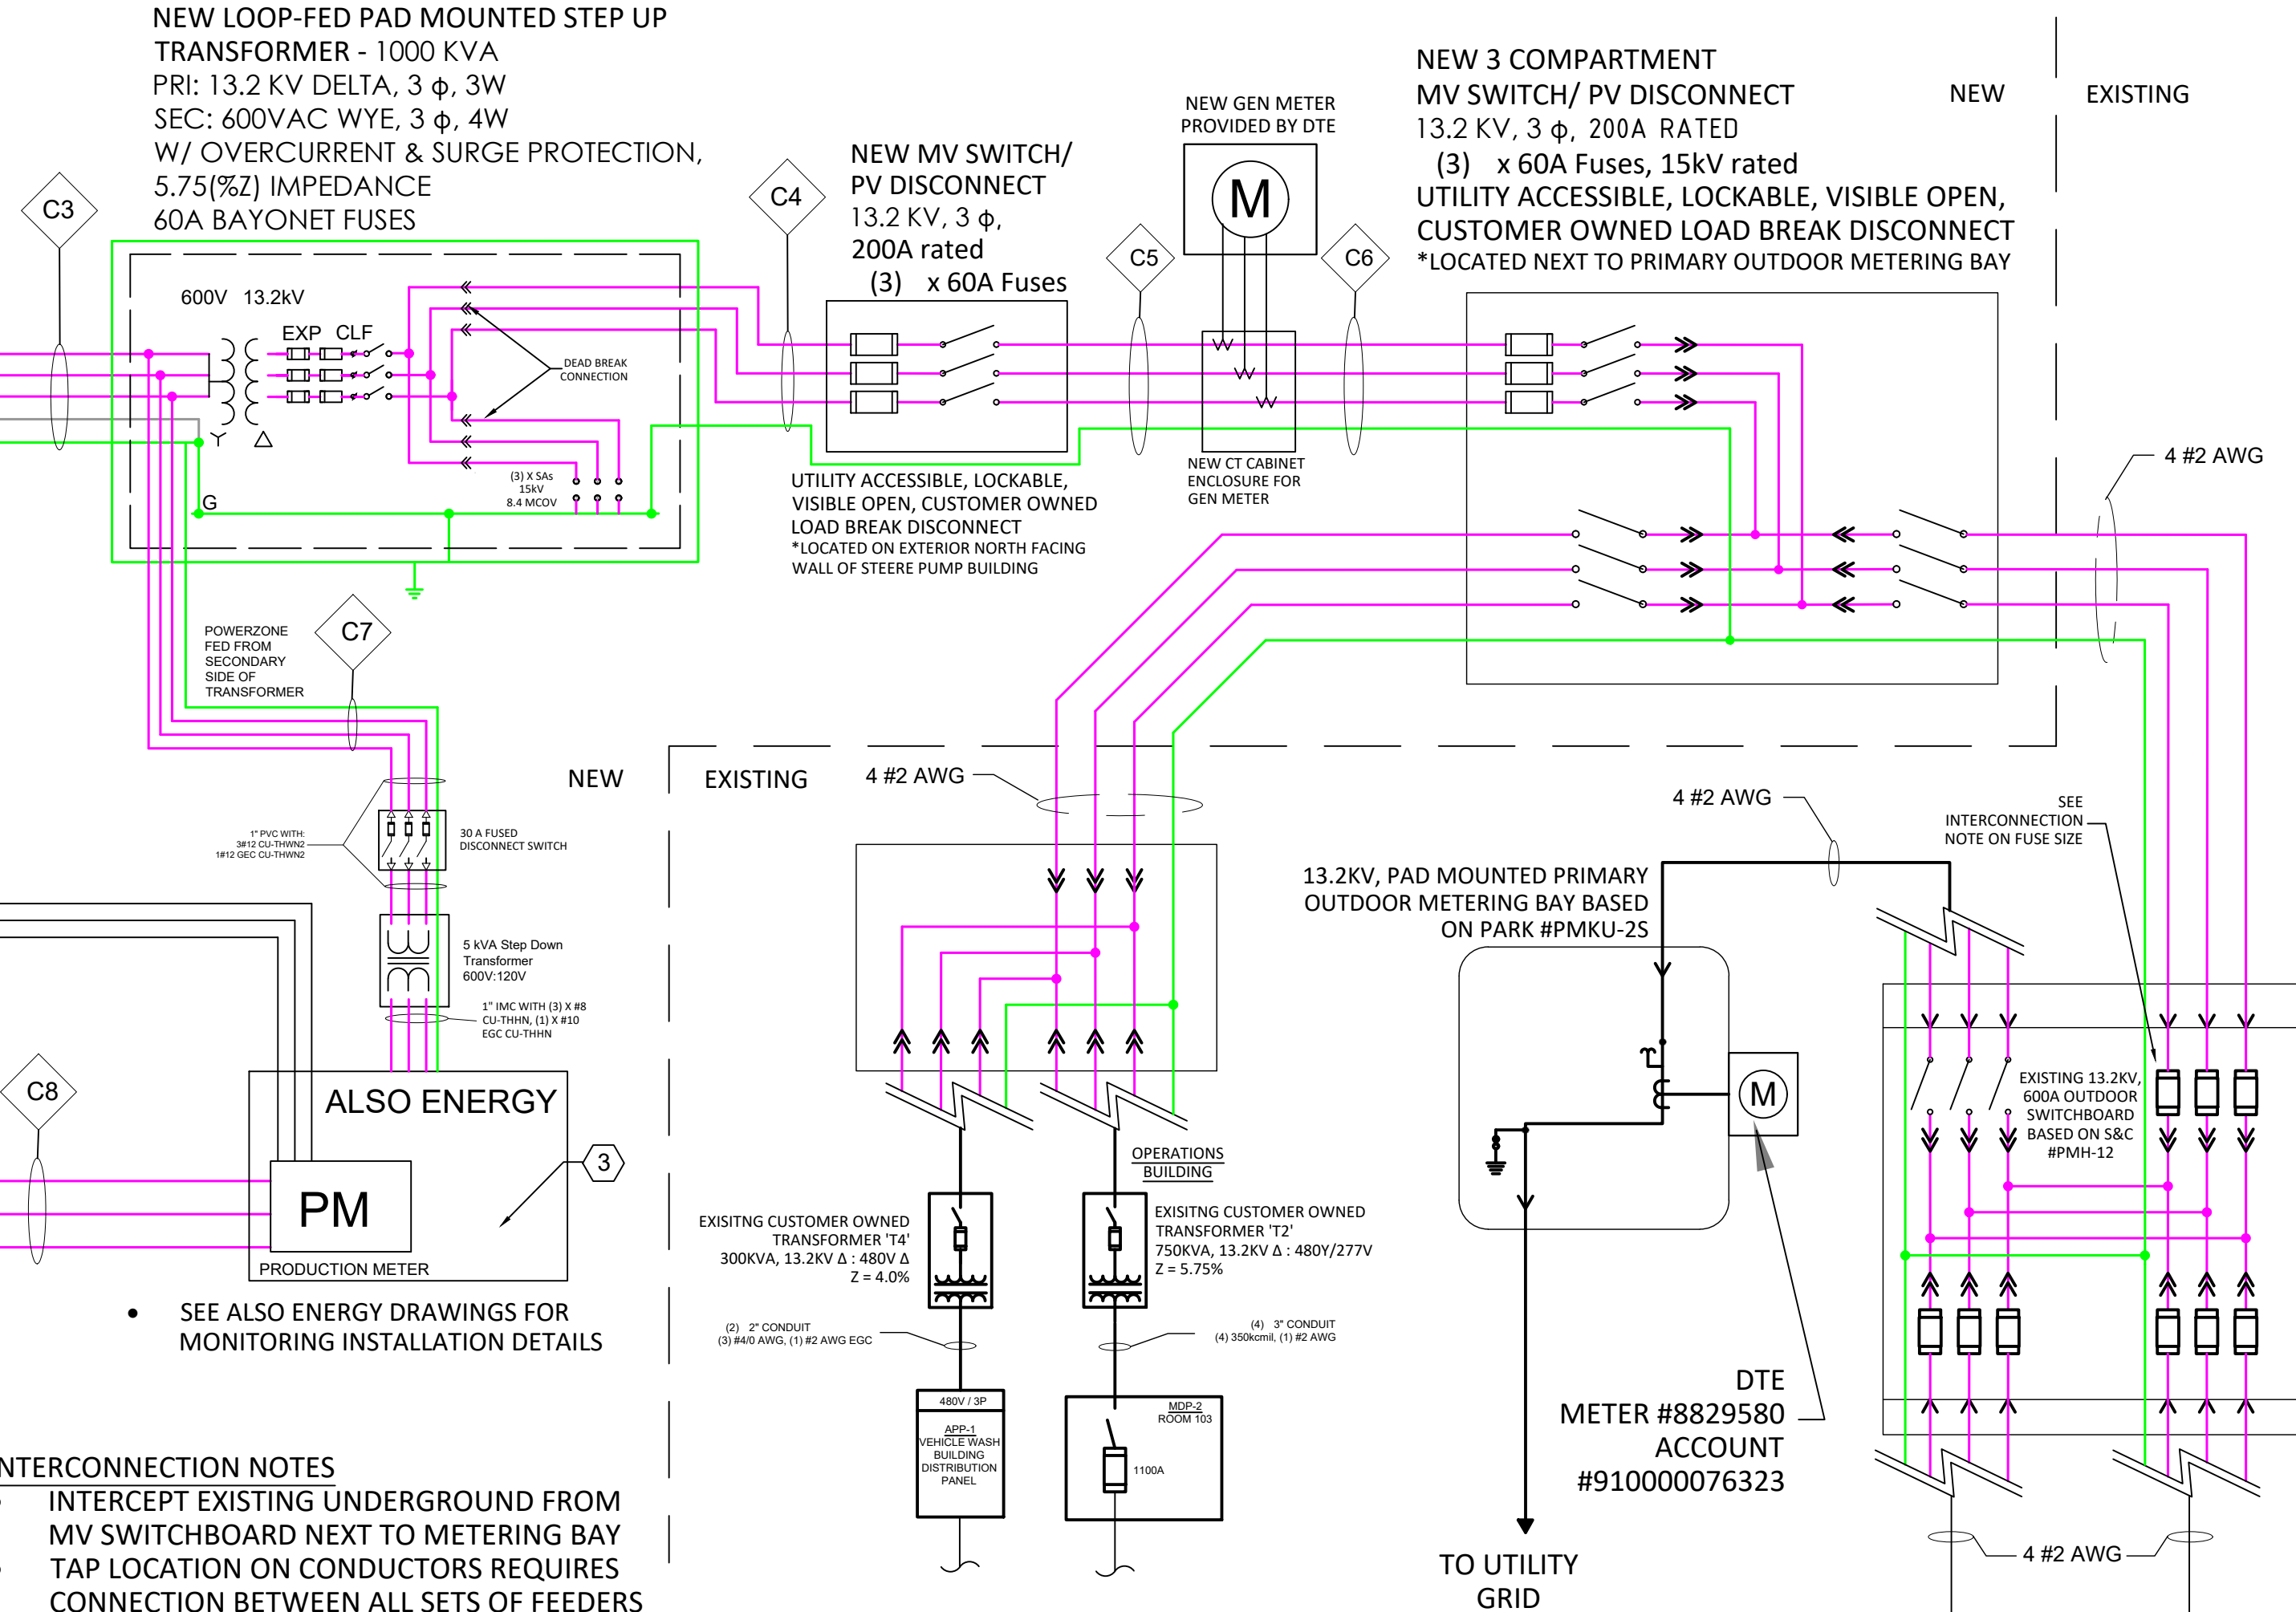 NEW LOOP-FED PAD MOUNTED STEP UP
TRANSFORMER - 1000 KVA
PRI: 13.2 KV DELTA, 3 ϕ, 3W
SEC: 600VAC WYE, 3 ϕ, 4W
W/ OVERCURRENT & SURGE PROTECTION,
5.75(%Z) IMPEDANCE
60A BAYONET FUSES
C3
600V 13.2kV
EXP CLF
DEAD BREAK
CONNECTION
(3) X SAs
15kV
8.4 MCOV
G
C4
NEW MV SWITCH/
PV DISCONNECT
13.2 KV, 3 ϕ,
200A rated
(3) x 60A Fuses
UTILITY ACCESSIBLE, LOCKABLE,
VISIBLE OPEN, CUSTOMER OWNED
LOAD BREAK DISCONNECT
*LOCATED ON EXTERIOR NORTH FACING
WALL OF STEERE PUMP BUILDING
C5
NEW GEN METER
PROVIDED BY DTE
M
NEW CT CABINET
ENCLOSURE FOR
GEN METER
C6
NEW 3 COMPARTMENT
MV SWITCH/ PV DISCONNECT
13.2 KV, 3 ϕ, 200A RATED
(3) x 60A Fuses, 15kV rated
UTILITY ACCESSIBLE, LOCKABLE, VISIBLE OPEN,
CUSTOMER OWNED LOAD BREAK DISCONNECT
*LOCATED NEXT TO PRIMARY OUTDOOR METERING BAY
NEW
EXISTING
4 #2 AWG
POWERZONE
FED FROM
SECONDARY
SIDE OF
TRANSFORMER
C7
NEW
EXISTING
4 #2 AWG
1" PVC WITH:
3#12 CU-THWN2
1#12 GEC CU-THWN2
30 A FUSED
DISCONNECT SWITCH
5 kVA Step Down
Transformer
600V:120V
1" IMC WITH (3) X #8
CU-THHN, (1) X #10
EGC CU-THHN
C8
ALSO ENERGY
PM
PRODUCTION METER
3
• SEE ALSO ENERGY DRAWINGS FOR
MONITORING INSTALLATION DETAILS
OPERATIONS
BUILDING
EXISITNG CUSTOMER OWNED
TRANSFORMER 'T4'
300KVA, 13.2KV Δ : 480V Δ
Z = 4.0%
EXISITNG CUSTOMER OWNED
TRANSFORMER 'T2'
750KVA, 13.2KV Δ : 480Y/277V
Z = 5.75%
(2) 2" CONDUIT
(3) #4/0 AWG, (1) #2 AWG EGC
(4) 3" CONDUIT
(4) 350kcmil, (1) #2 AWG
480V / 3P
APP-1
VEHICLE WASH
BUILDING
DISTRIBUTION
PANEL
MDP-2
ROOM 103
1100A
4 #2 AWG
SEE
INTERCONNECTION
NOTE ON FUSE SIZE
13.2KV, PAD MOUNTED PRIMARY
OUTDOOR METERING BAY BASED
ON PARK #PMKU-2S
M
EXISTING 13.2KV,
600A OUTDOOR
SWITCHBOARD
BASED ON S&C
#PMH-12
DTE
METER #8829580
ACCOUNT
#910000076323
TO UTILITY
GRID
4 #2 AWG
NTERCONNECTION NOTES
INTERCEPT EXISTING UNDERGROUND FROM
MV SWITCHBOARD NEXT TO METERING BAY
TAP LOCATION ON CONDUCTORS REQUIRES
CONNECTION BETWEEN ALL SETS OF FEEDERS